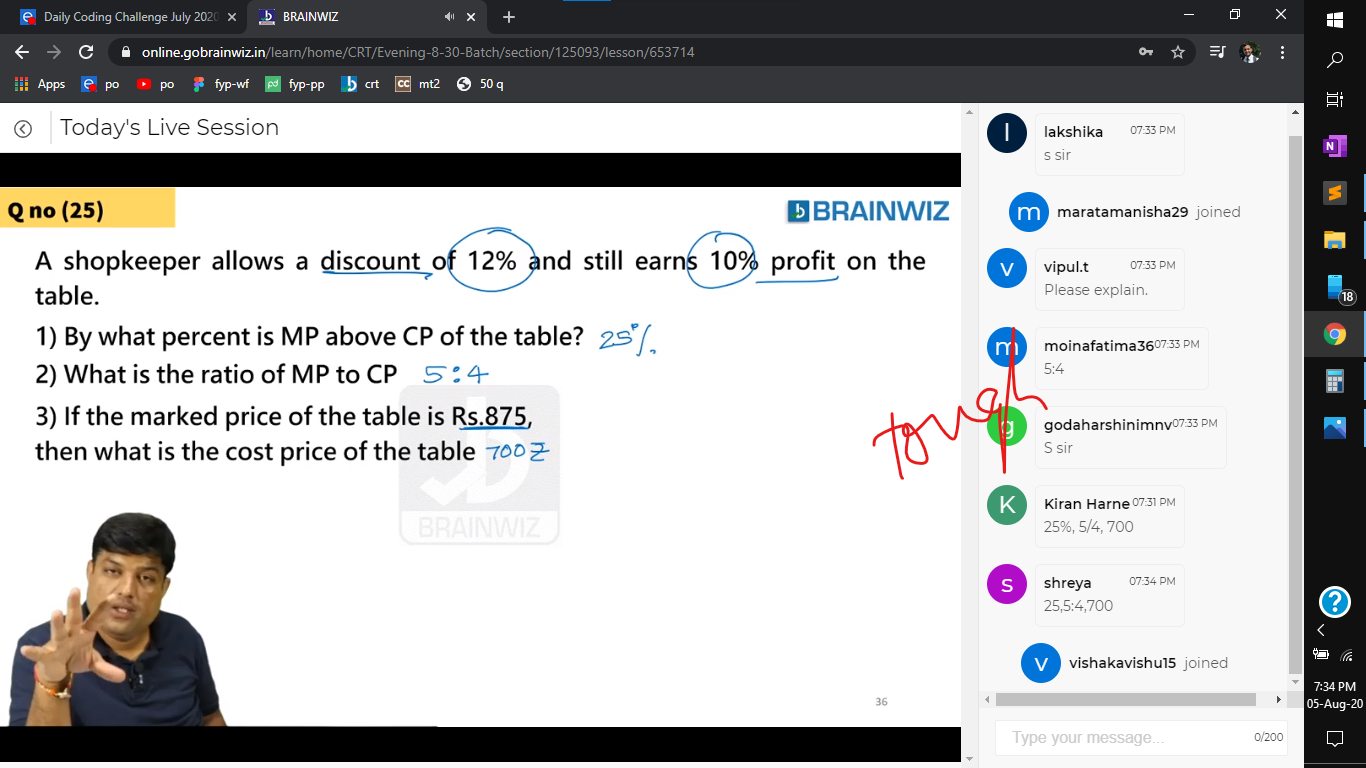 Daily Coding Challenge July 2020
BRAINWIZ
online.gobrainwiz.in/learn/home/CRT/Evening-8-30-Batch/section/125093/lesson/653714
Apps
po
po
fyp-wf
fyp-pp
crt
CC
mt2
50 q
Today's Live Session
Q no (25)
BRAINWIZ
A shopkeeper allows a discount of 12% and still earns 10% profit on the
table.
1) By what percent is MP above CP of the table? 25%
2) What is the ratio of MP to CP 5:4
3) If the marked price of the table is Rs.875,
then what is the cost price of the table 700
BRAINWIZ
36
tough
l
lakshika
07:33 PM
s sir
m
maratamanisha29 joined
v
vipul.t
07:33 PM
Please explain.
m
moinafatima36
07:33 PM
5:4
g
godaharshinimnv
07:33 PM
S sir
K
Kiran Harne
07:31 PM
25%, 5/4, 700
s
shreya
07:34 PM
25,5:4,700
v
vishakavishu15 joined
Type your message...
0/200
N
18
?
7:34 PM
05-Aug-20